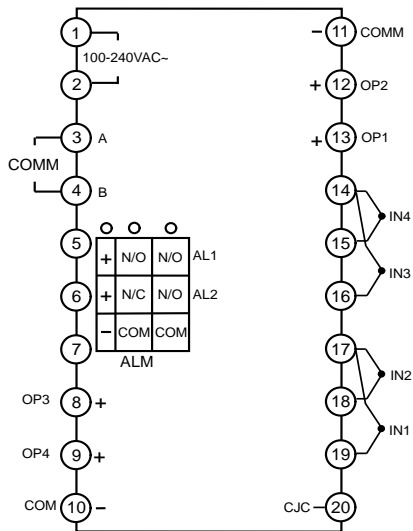 1
100-240VAC~
2
3 A
COMM
4 B
5
6
7
+ N/O N/O AL1
+ N/C N/O AL2
− COM COM
ALM
OP3 8 +
OP4 9 +
COM 10 −
− 11 COMM
+ 12 OP2
+ 13 OP1
14
IN4
15
IN3
16
17
IN2
18
IN1
19
CJC 20